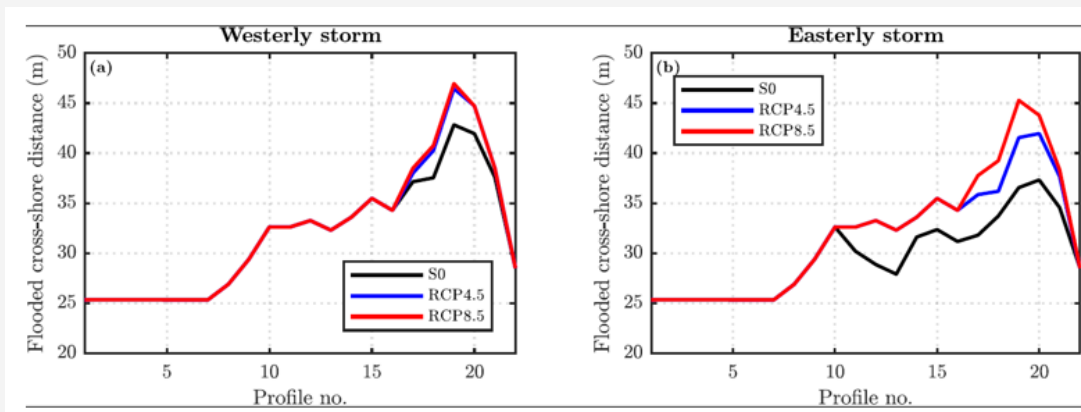 Westerly storm
(a)
Flooded cross-shore distance (m)
50
45
40
35
30
25
20
S0
RCP4.5
RCP8.5
5 10 15 20
Profile no.
Easterly storm
(b)
Flooded cross-shore distance (m)
50
45
40
35
30
25
20
S0
RCP4.5
RCP8.5
5 10 15 20
Profile no.